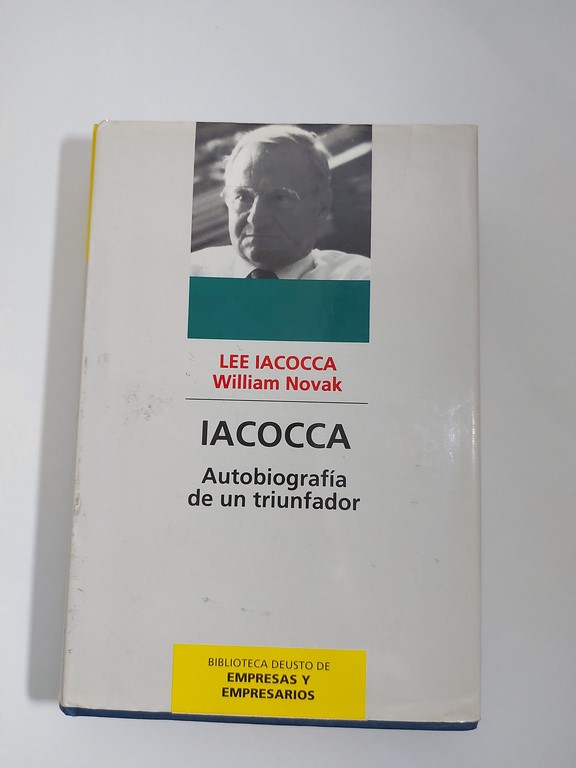 LEE IACOCCA
William Novak
IACOCCA
Autobiografía
de un triunfador
BIBLIOTECA DEUSTO DE
EMPRESAS Y
EMPRESARIOS